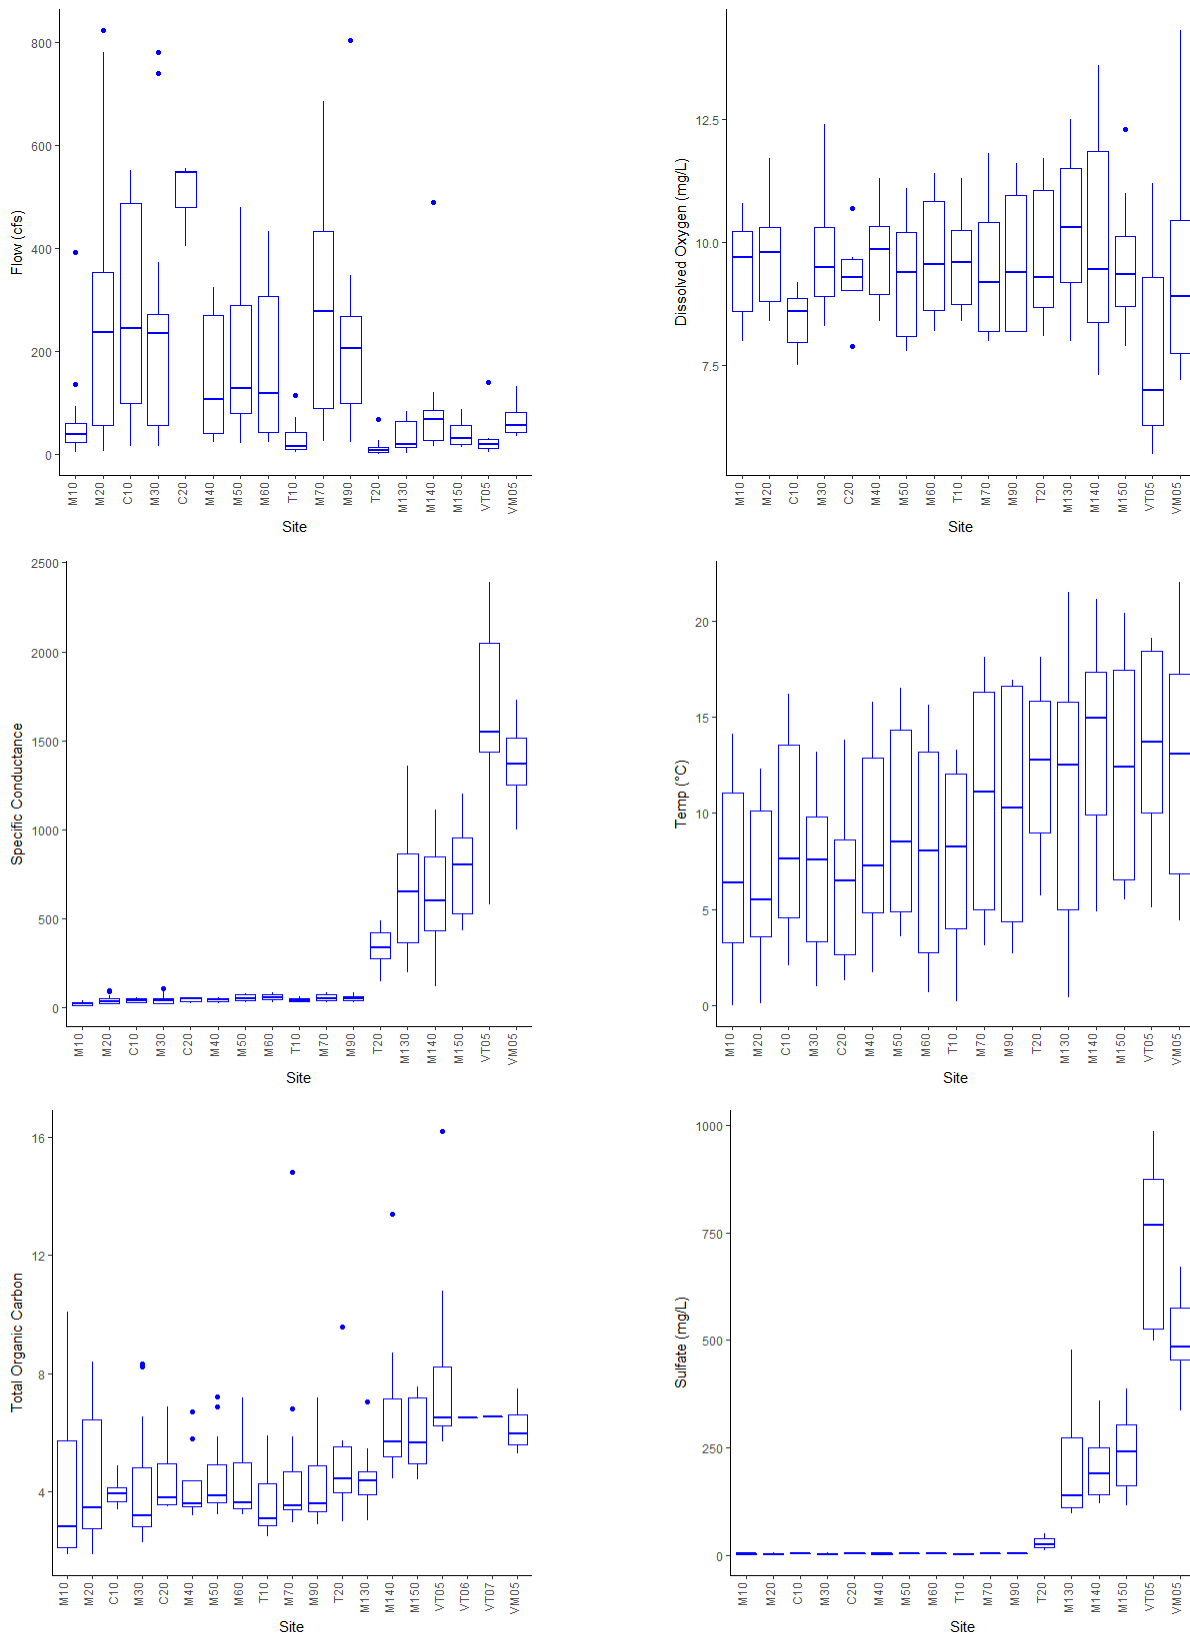 Flow (cfs)
800
600
400
200
0
M10 M20 C10 M30 C20 M40 M50 M60 T10 M70 M90 T20 M130 M140 M150 VT05 VM05
Site
Dissolved Oxygen (mg/L)
12.5
10.0
7.5
M10 M20 C10 M30 C20 M40 M50 M60 T10 M70 M90 T20 M130 M140 M150 VT05 VM05
Site
Specific Conductance
2500
2000
1500
1000
500
0
M10 M20 C10 M30 C20 M40 M50 M60 T10 M70 M90 T20 M130 M140 M150 VT05 VM05
Site
Temp (°C)
20
15
10
5
0
M10 M20 C10 M30 C20 M40 M50 M60 T10 M70 M90 T20 M130 M140 M150 VT05 VM05
Site
Total Organic Carbon
16
12
8
4
M10 M20 C10 M30 C20 M40 M50 M60 T10 M70 M90 T20 M130 M140 M150 VT05 VT06 VT07 VM05
Site
Sulfate (mg/L)
1000
750
500
250
0
M10 M20 C10 M30 C20 M40 M50 M60 T10 M70 M90 T20 M130 M140 M150 VT05 VM05
Site